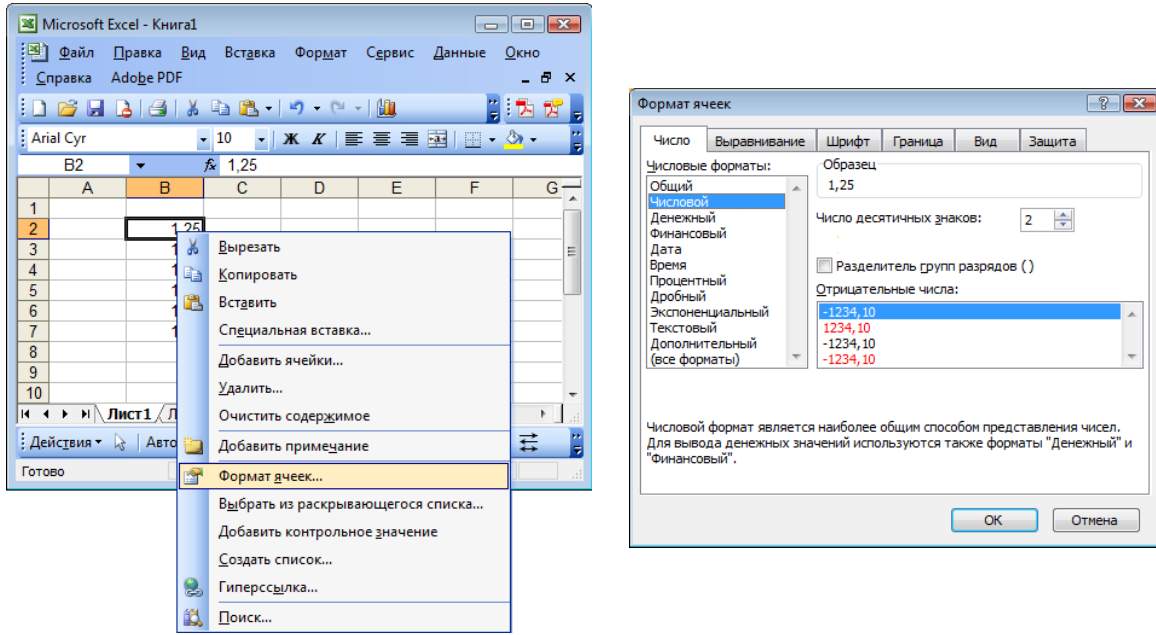 Microsoft Excel - Книга1
Файл Правка Вид Вставка Формат Сервис Данные Окно
Справка Adobe PDF
Arial Cyr 10 Ж К
B2 fx 1,25
A B C D E F G
1
2 1,25
3
4
5
6
7
8
9
10
Лист1
Действия
Готово
Вырезать
Копировать
Вставить
Специальная вставка...
Добавить ячейки...
Удалить...
Очистить содержимое
Добавить примечание
Формат ячеек...
Выбрать из раскрывающегося списка...
Добавить контрольное значение
Создать список...
Гиперссылка...
Поиск...
Формат ячеек
Число Выравнивание Шрифт Граница Вид Защита
Числовые форматы:
Общий
Числовой
Денежный
Финансовый
Дата
Время
Процентный
Дробный
Экспоненциальный
Текстовый
Дополнительный
(все форматы)
Образец
1,25
Число десятичных знаков: 2
Разделитель групп разрядов ( )
Отрицательные числа:
-1234,10
1234,10
-1234,10
-1234,10
Числовой формат является наиболее общим способом представления чисел.
Для вывода денежных значений используются также форматы "Денежный" и
"Финансовый".
ОК Отмена